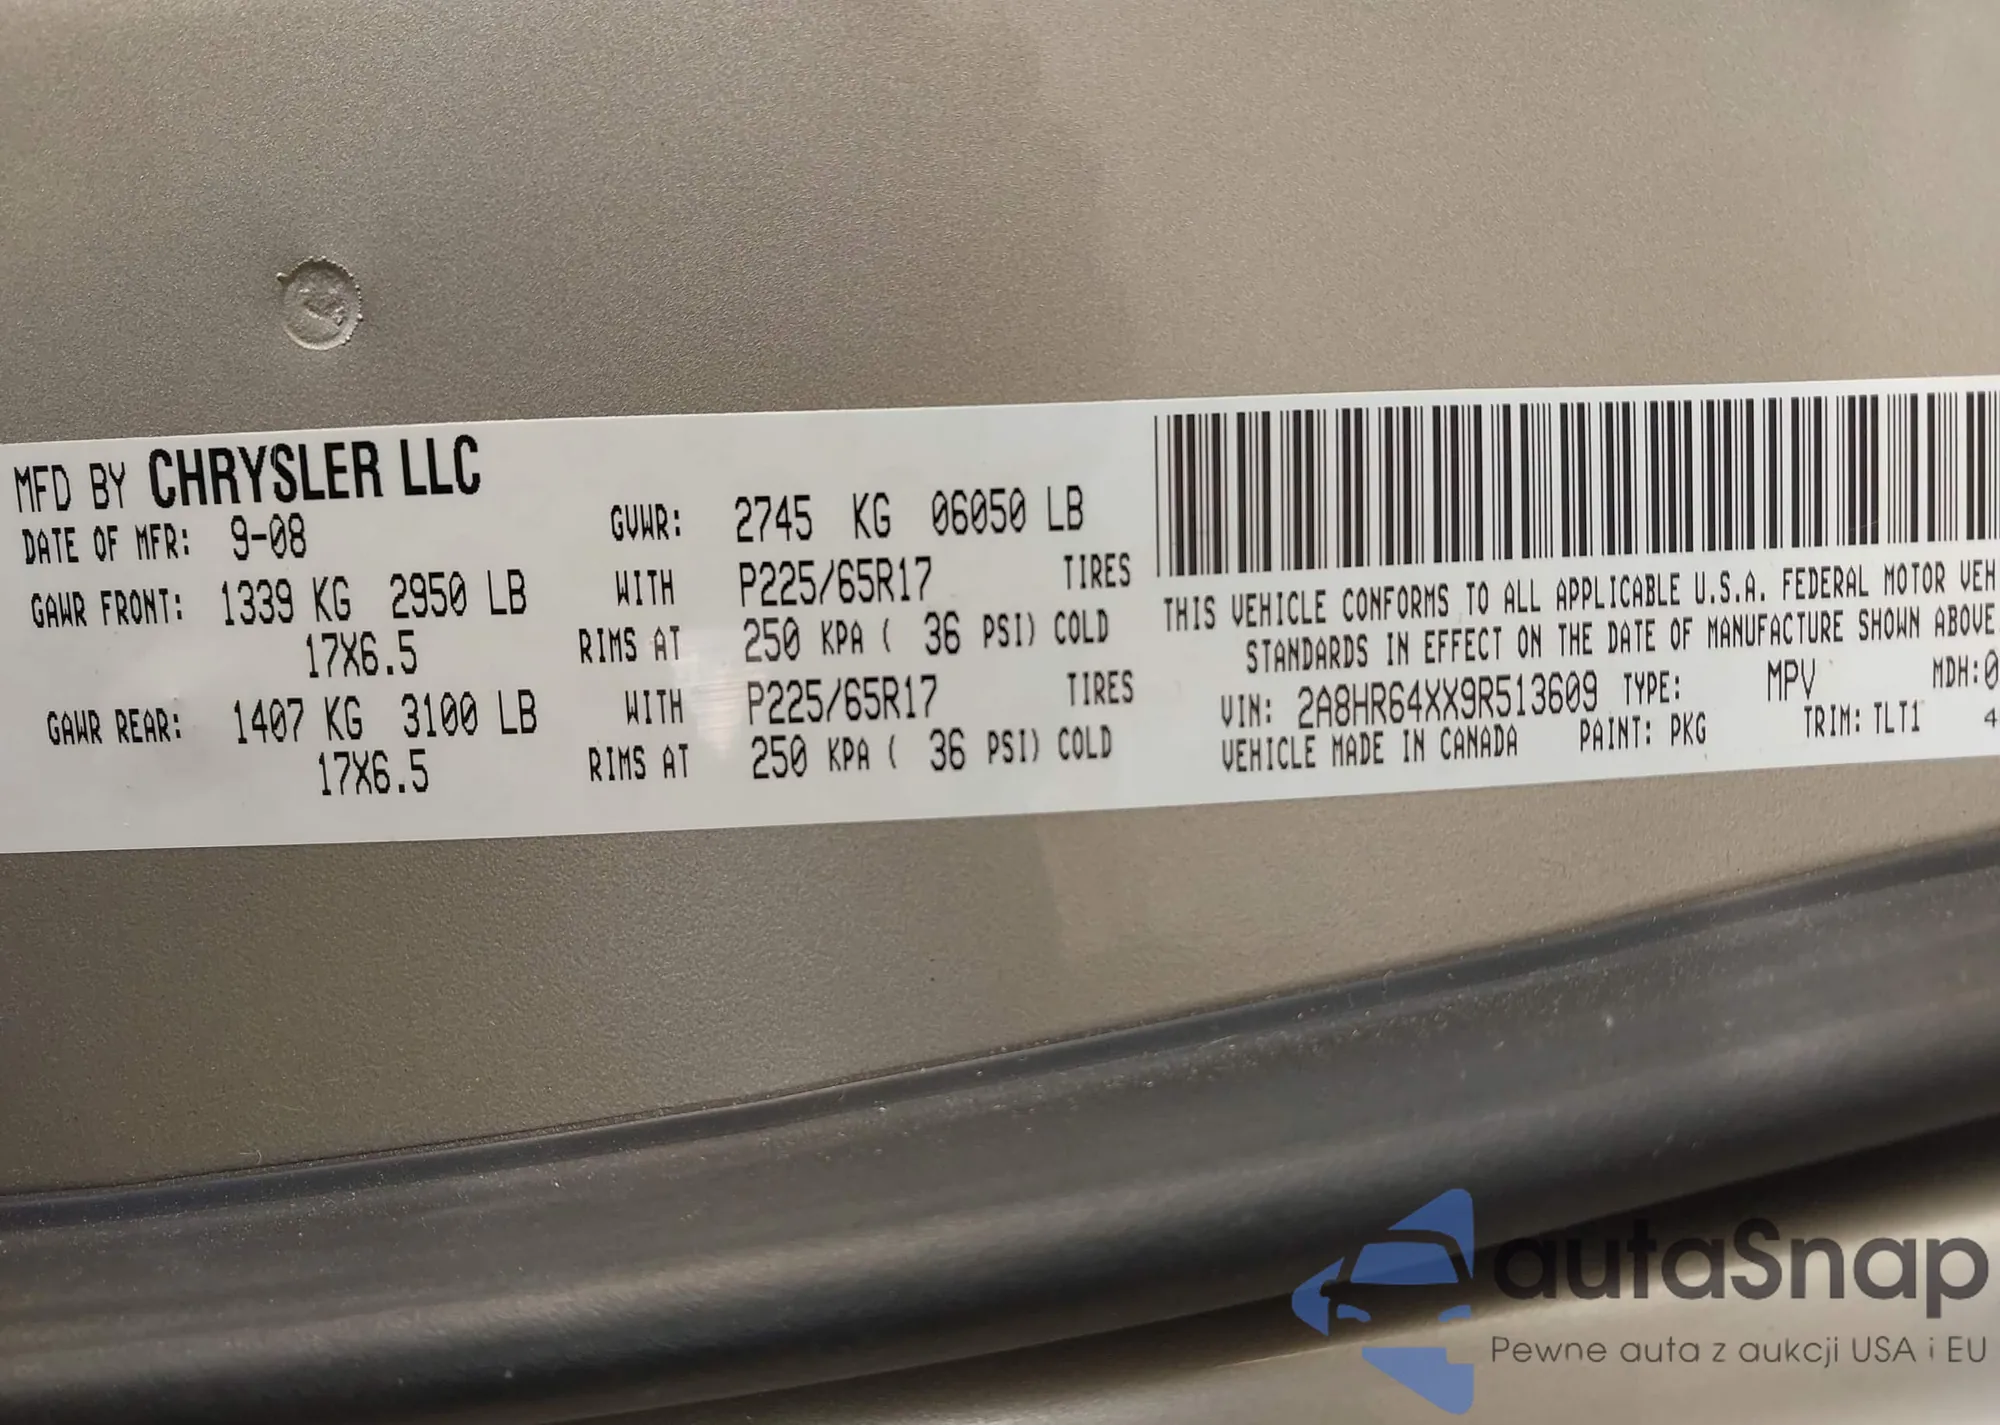 MFD BY CHRYSLER LLC
DATE OF MFR: 9-08
GVWR: 2745 KG 06050 LB
GAWR FRONT: 1339 KG 2950 LB WITH P225/65R17 TIRES
17X6.5 RIMS AT 250 KPA ( 36 PSI) COLD
GAWR REAR: 1407 KG 3100 LB WITH P225/65R17 TIRES
17X6.5 RIMS AT 250 KPA ( 36 PSI) COLD
THIS VEHICLE CONFORMS TO ALL APPLICABLE U.S.A. FEDERAL MOTOR VEH
STANDARDS IN EFFECT ON THE DATE OF MANUFACTURE SHOWN ABOVE
VIN: 2A8HR64XX9R513609 TYPE: MPV MDH:0
VEHICLE MADE IN CANADA PAINT: PKG TRIM: TLT1 4
autaSnap
Pewne auta z aukcji USA i EU